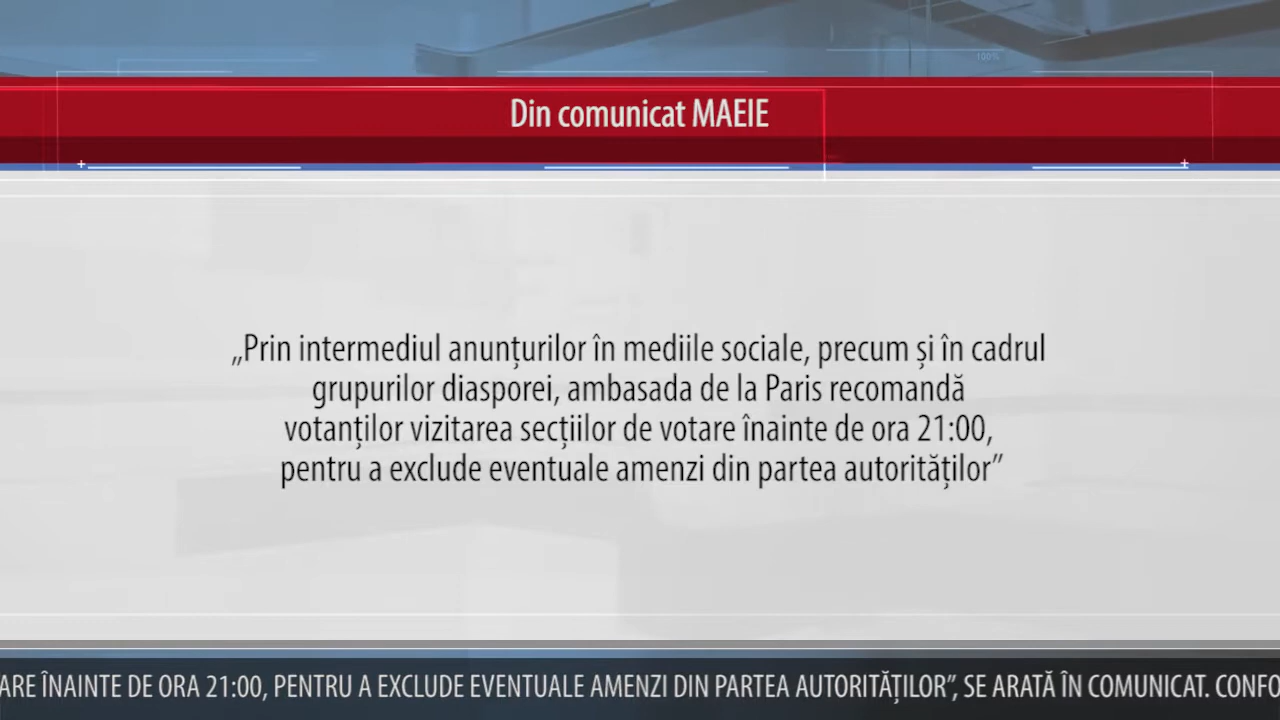 100%
Din comunicat MAEIE
„Prin intermediul anunțurilor în mediile sociale, precum și în cadrul
grupurilor diasporei, ambasada de la Paris recomandă
votanților vizitarea secțiilor de votare înainte de ora 21:00,
pentru a exclude eventuale amenzi din partea autorităților”
ARE ÎNAINTE DE ORA 21:00, PENTRU A EXCLUDE EVENTUALE AMENZI DIN PARTEA AUTORITĂȚILOR”, SE ARATĂ ÎN COMUNICAT. CONFO